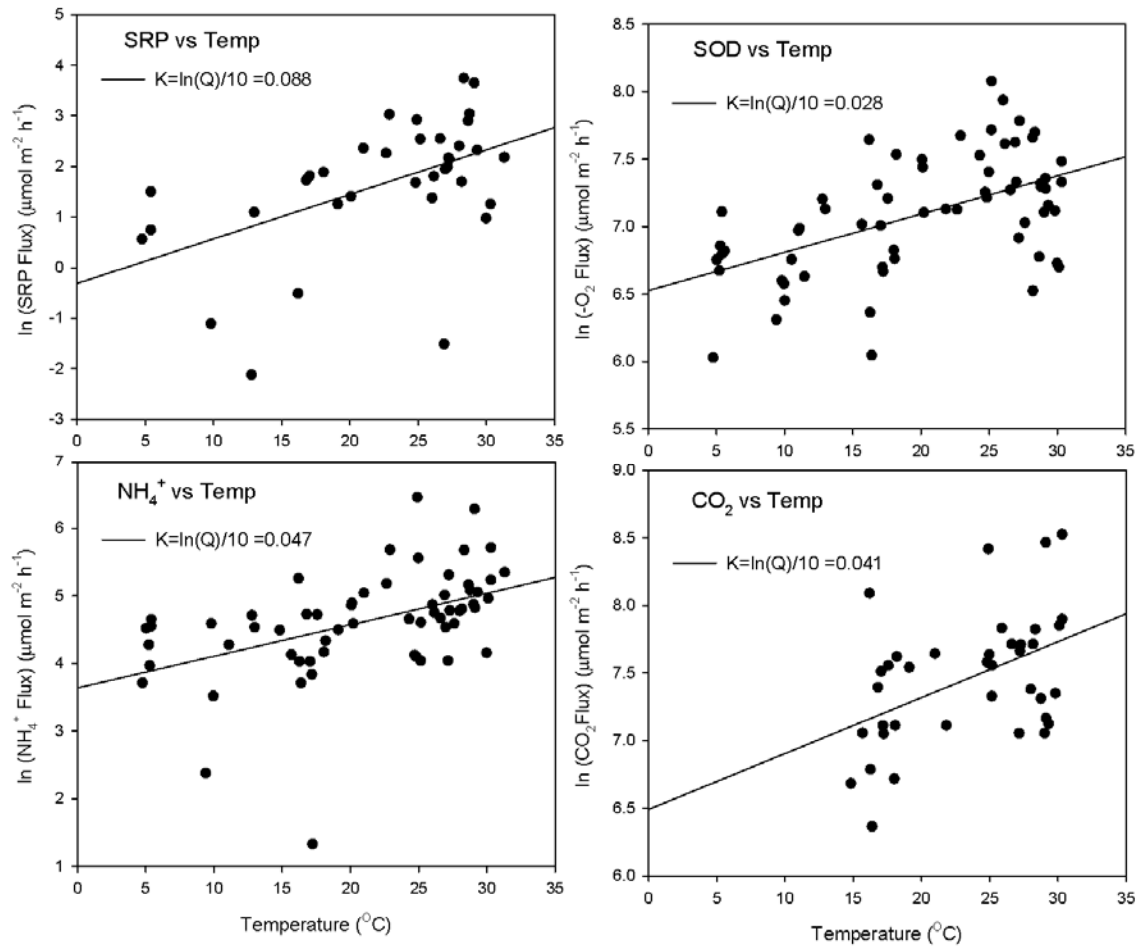 SRP vs Temp
K=ln(Q)/10 =0.088
ln (SRP Flux) (μmol m⁻² h⁻¹)
5
4
3
2
1
0
-1
-2
-3
0 5 10 15 20 25 30 35
SOD vs Temp
K=ln(Q)/10 =0.028
ln (-O₂ Flux) (μmol m⁻² h⁻¹)
8.5
8.0
7.5
7.0
6.5
6.0
5.5
0 5 10 15 20 25 30 35
NH₄⁺ vs Temp
K=ln(Q)/10 =0.047
ln (NH₄⁺ Flux) (μmol m⁻² h⁻¹)
7
6
5
4
3
2
1
0 5 10 15 20 25 30 35
Temperature (⁰C)
CO₂ vs Temp
K=ln(Q)/10 =0.041
ln (CO₂Flux) (μmol m⁻² h⁻¹)
9.0
8.5
8.0
7.5
7.0
6.5
6.0
0 5 10 15 20 25 30 35
Temperature (⁰C)